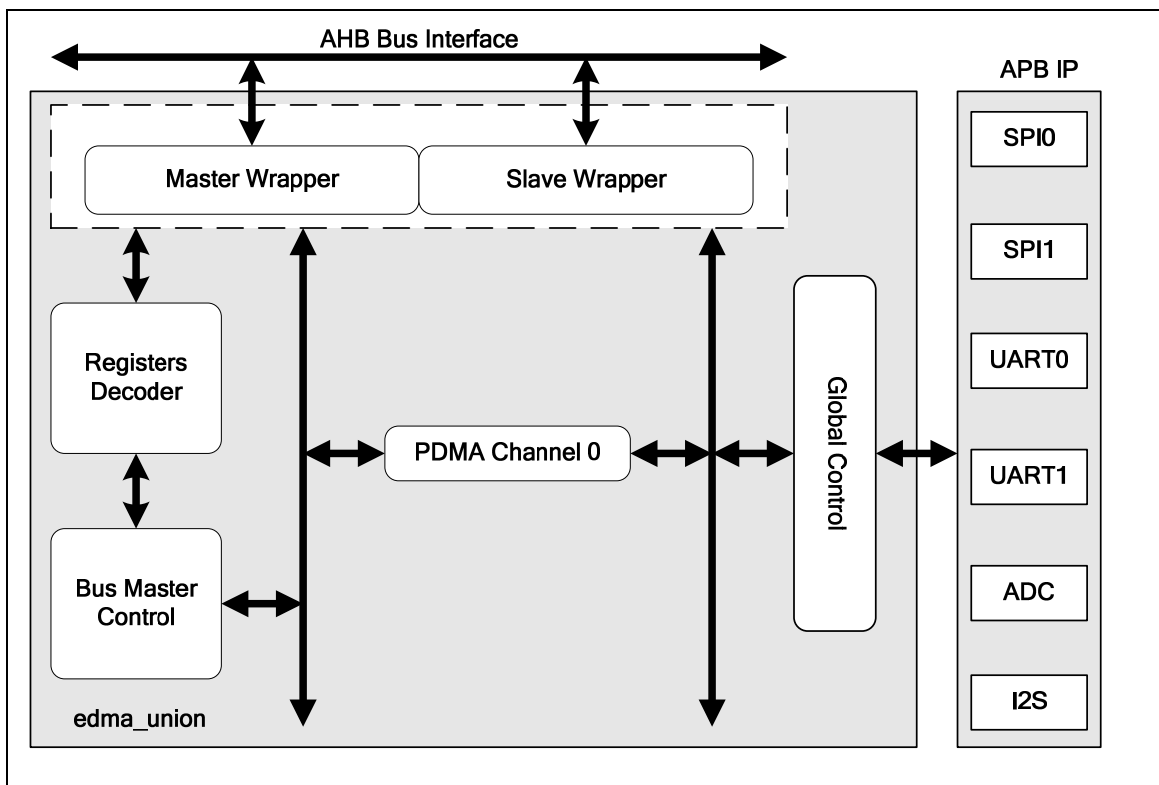 AHB Bus Interface
APB IP
Master Wrapper
Slave Wrapper
Registers
Decoder
Bus Master
Control
PDMA Channel 0
Global Control
edma_union
SPI0
SPI1
UART0
UART1
ADC
I2S